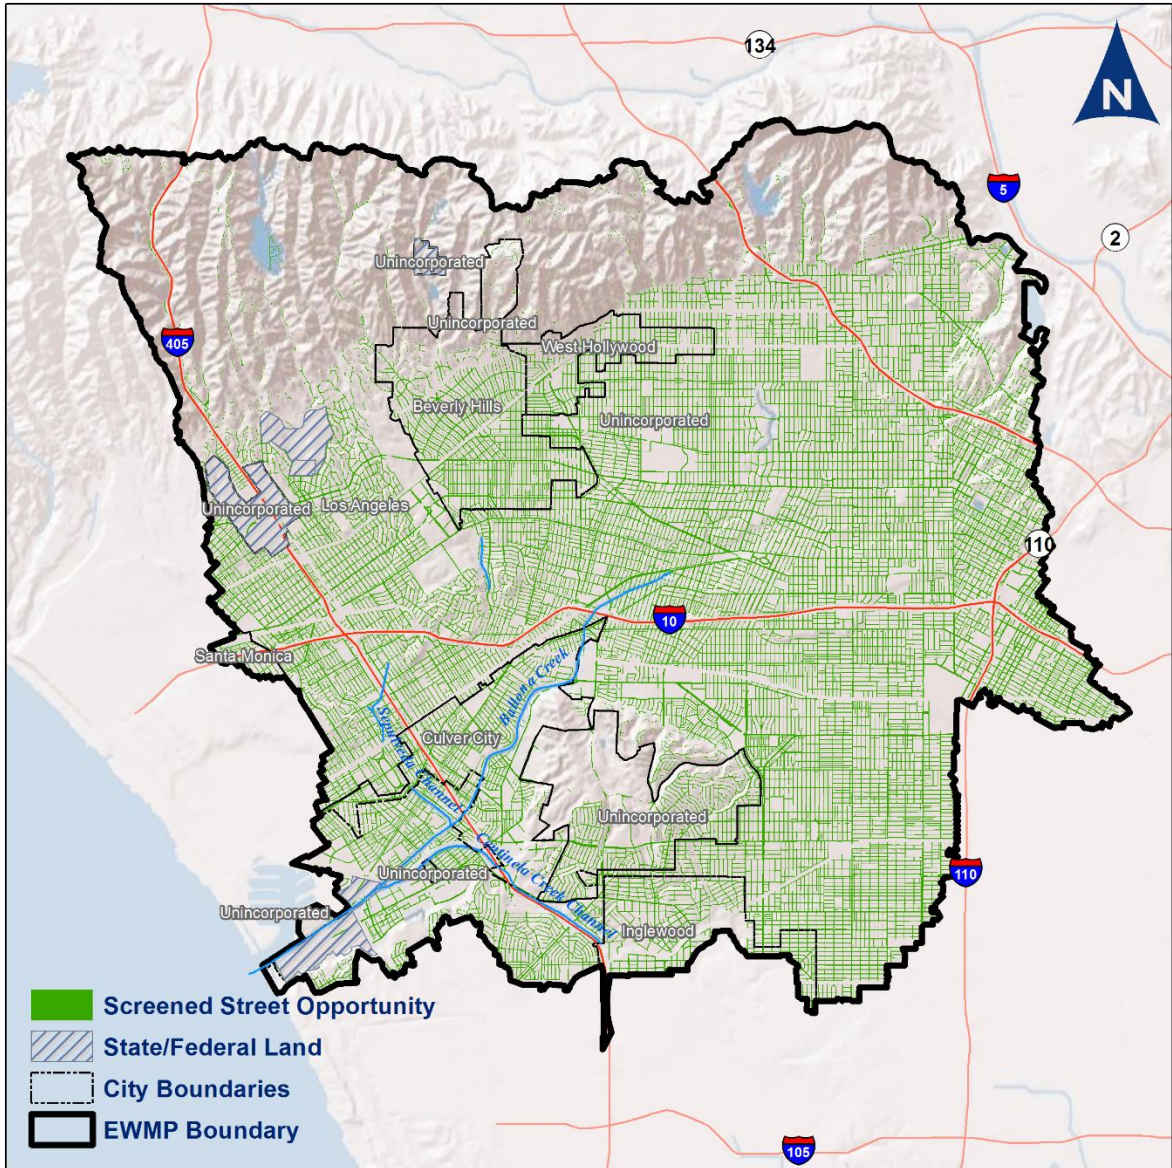 134
N
5
2
Unincorporated
Unincorporated
405
West Hollywood
Beverly Hills
Unincorporated
Unincorporated
Los Angeles
110
10
Santa Monica
Ballona Creek
Sepulveda Channel
Culver City
Unincorporated
Centinela Creek Channel
Unincorporated
110
Unincorporated
Inglewood
Screened Street Opportunity
State/Federal Land
City Boundaries
EWMP Boundary
105